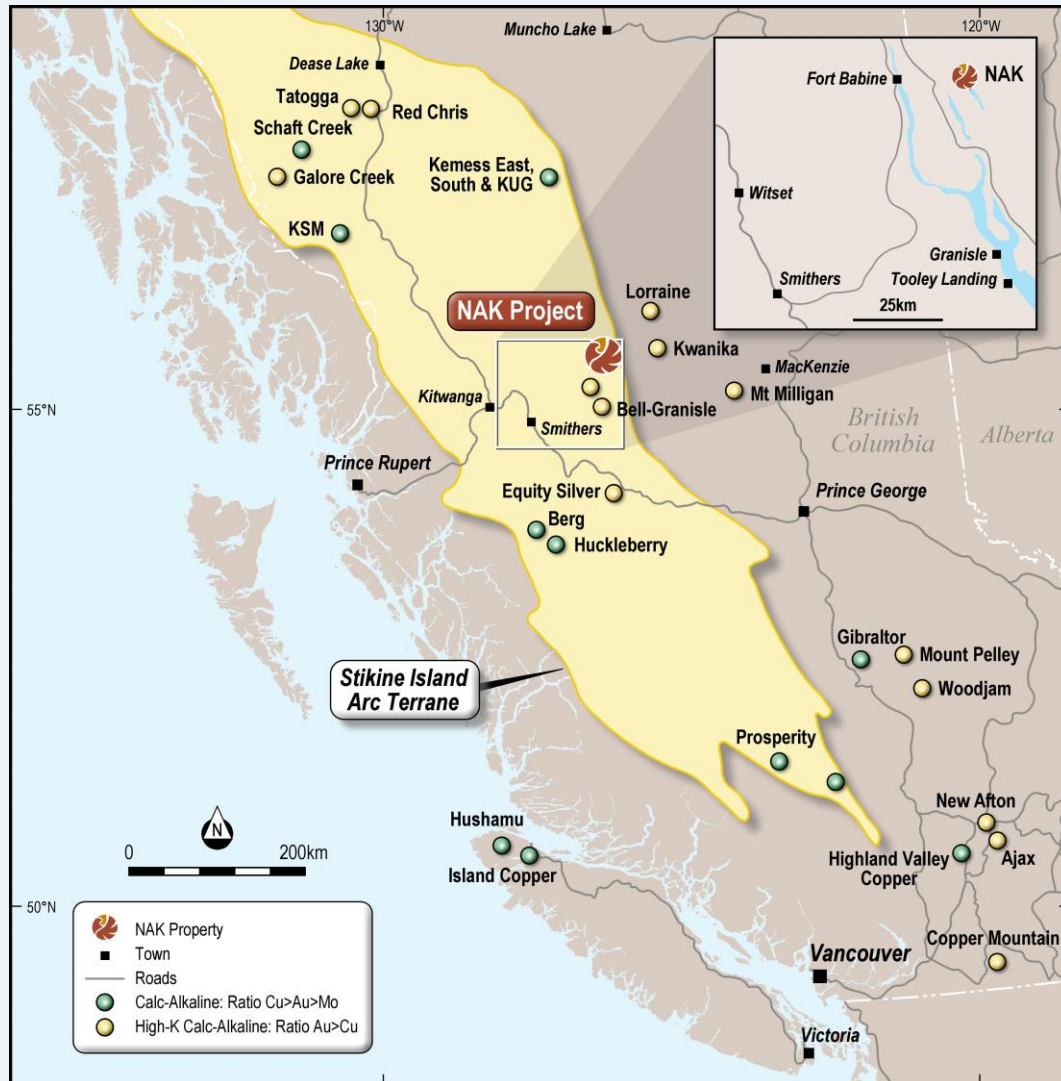 130°W
120°W
Muncho Lake
Dease Lake
Tatogga
Red Chris
Schaft Creek
Galore Creek
Kemess East,
South & KUG
KSM
Fort Babine
NAK
Witset
Granisle
Tooley Landing
Smithers
25km
NAK Project
Lorraine
Kwanika
MacKenzie
Mt Milligan
55°N
Kitwanga
Bell-Granisle
Smithers
British
Columbia
Alberta
Prince Rupert
Equity Silver
Prince George
Berg
Huckleberry
Stikine Island
Arc Terrane
Gibraltor
Mount Pelley
Woodjam
Prosperity
New Afton
Ajax
Highland Valley
Copper
Hushamu
Island Copper
N
0
200km
50°N
Copper Mountain
Vancouver
Victoria
NAK Property
Town
Roads
Calc-Alkaline: Ratio Cu>Au>Mo
High-K Calc-Alkaline: Ratio Au>Cu